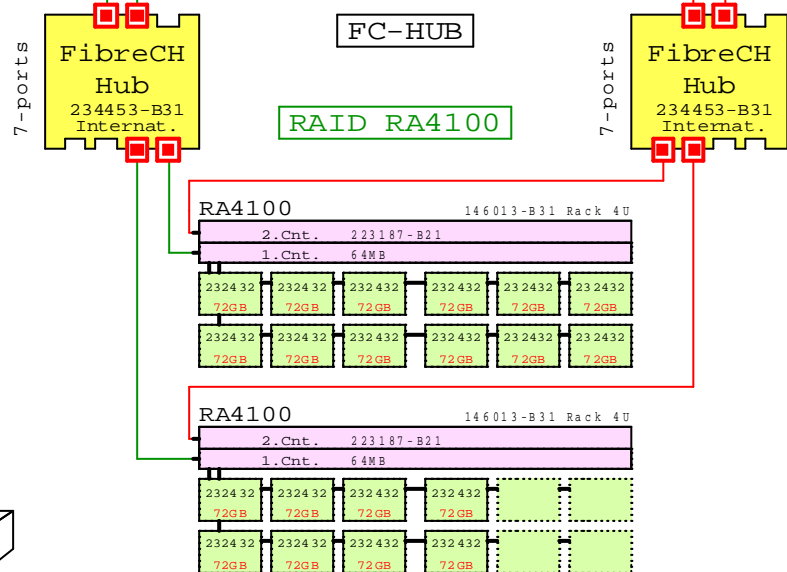 7-ports
FibreCH
Hub
234453-B31
Internat.
FC-HUB
RAID RA4100
7-ports
FibreCH
Hub
234453-B31
Internat.
RA4100 146013-B31 Rack 4U
2.Cnt. 223187-B21
1.Cnt. 64MB
232432 232432 232432 232432 232432 232432
72GB 72GB 72GB 72GB 72GB 72GB
232432 232432 232432 232432 232432 232432
72GB 72GB 72GB 72GB 72GB 72GB
RA4100 146013-B31 Rack 4U
2.Cnt. 223187-B21
1.Cnt. 64MB
232432 232432 232432 232432
72GB 72GB 72GB 72GB
232432 232432 232432 232432
72GB 72GB 72GB 72GB